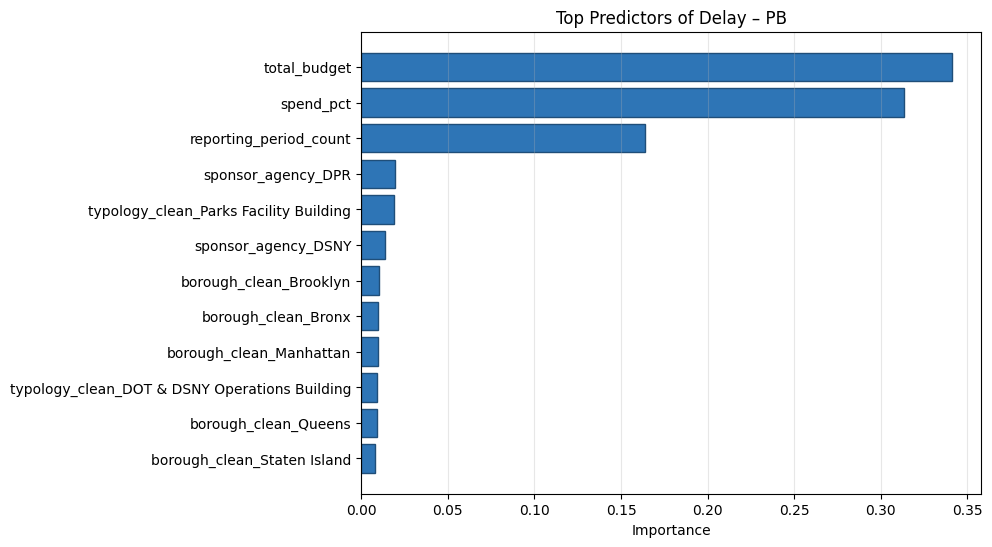 Top Predictors of Delay – PB
total_budget
spend_pct
reporting_period_count
sponsor_agency_DPR
typology_clean_Parks Facility Building
sponsor_agency_DSNY
borough_clean_Brooklyn
borough_clean_Bronx
borough_clean_Manhattan
typology_clean_DOT & DSNY Operations Building
borough_clean_Queens
borough_clean_Staten Island
0.00 0.05 0.10 0.15 0.20 0.25 0.30 0.35
Importance